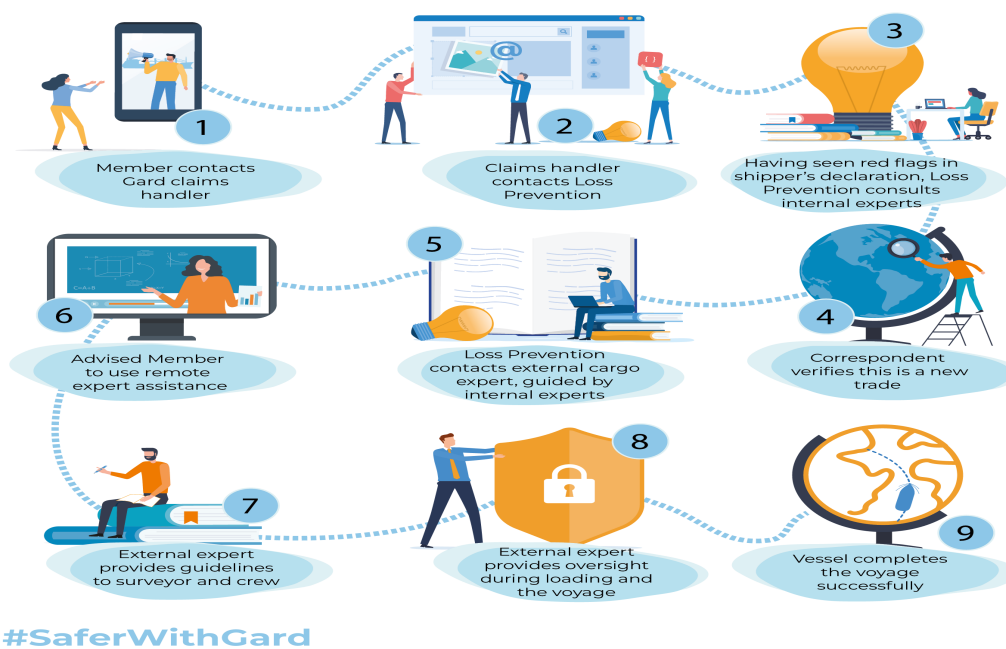 1
Member contacts
Gard claims
handler
@
2
Claims handler
contacts Loss
Prevention
( )
3
Having seen red flags in
shipper's declaration, Loss
Prevention consults
internal experts
4
Correspondent
verifies this is a new
trade
5
Loss Prevention
contacts external cargo
expert, guided by
internal experts
6
Advised Member
to use remote
expert assistance
7
External expert
provides guidelines
to surveyor and crew
8
External expert
provides oversight
during loading and
the voyage
9
Vessel completes
the voyage
successfully
#SaferWithGard